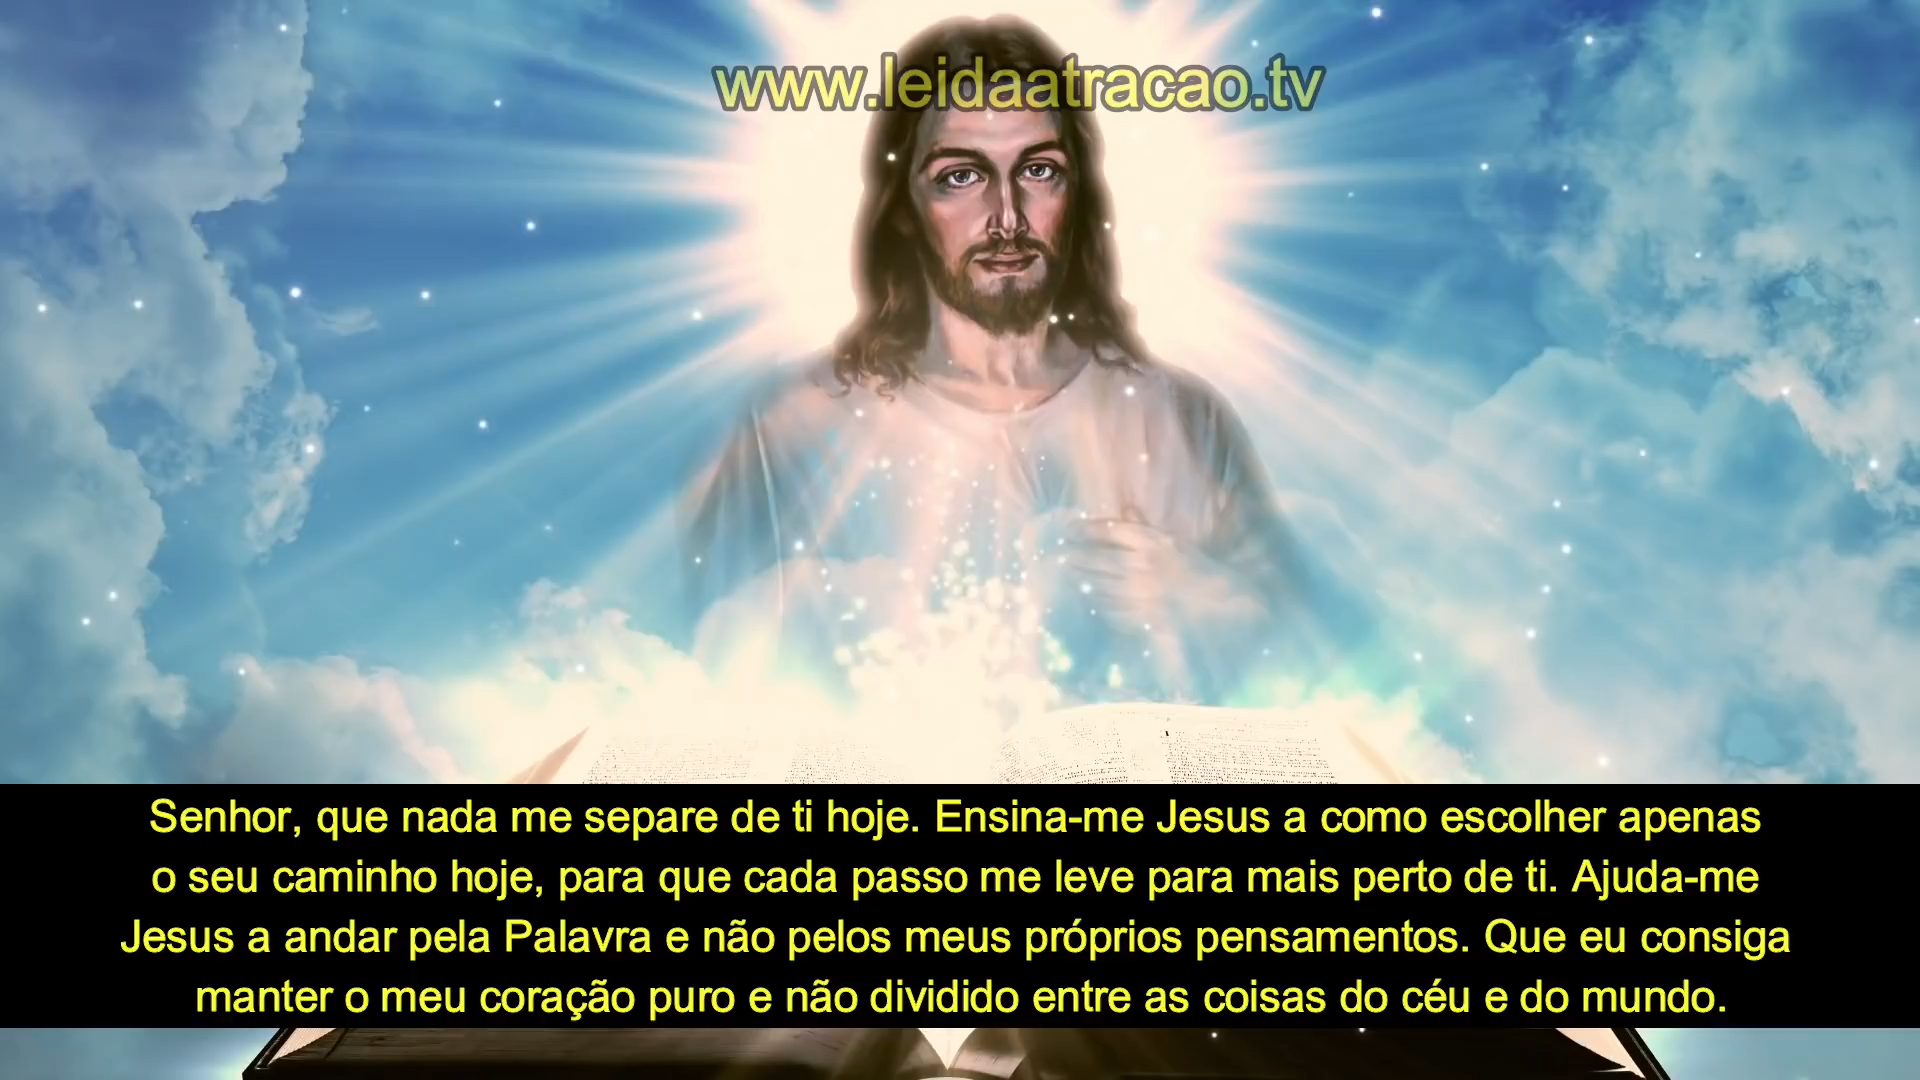 www.leidaatracao.tv
Senhor, que nada me separe de ti hoje. Ensina-me Jesus a como escolher apenas
o seu caminho hoje, para que cada passo me leve para mais perto de ti. Ajuda-me
Jesus a andar pela Palavra e não pelos meus próprios pensamentos. Que eu consiga
manter o meu coração puro e não dividido entre as coisas do céu e do mundo.